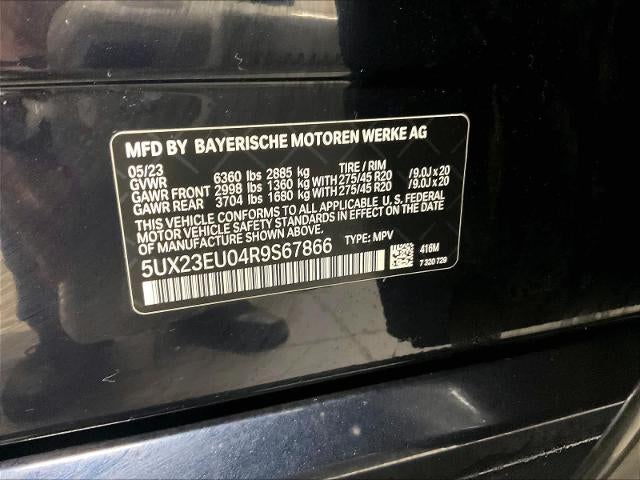 MFD BY BAYERISCHE MOTOREN WERKE AG
05/23 TIRE / RIM
GVWR 6360 lbs 2885 kg
GAWR FRONT 2998 lbs 1360 kg WITH 275/45 R20 /9.0J x 20
GAWR REAR 3704 lbs 1680 kg WITH 275/45 R20 /9.0J x 20
THIS VEHICLE CONFORMS TO ALL APPLICABLE U.S. FEDERAL
MOTOR VEHICLE SAFETY STANDARDS IN EFFECT ON THE DATE
OF MANUFACTURE SHOWN ABOVE.
5UX23EU04R9S67866 TYPE: MPV
416M
7 320 729